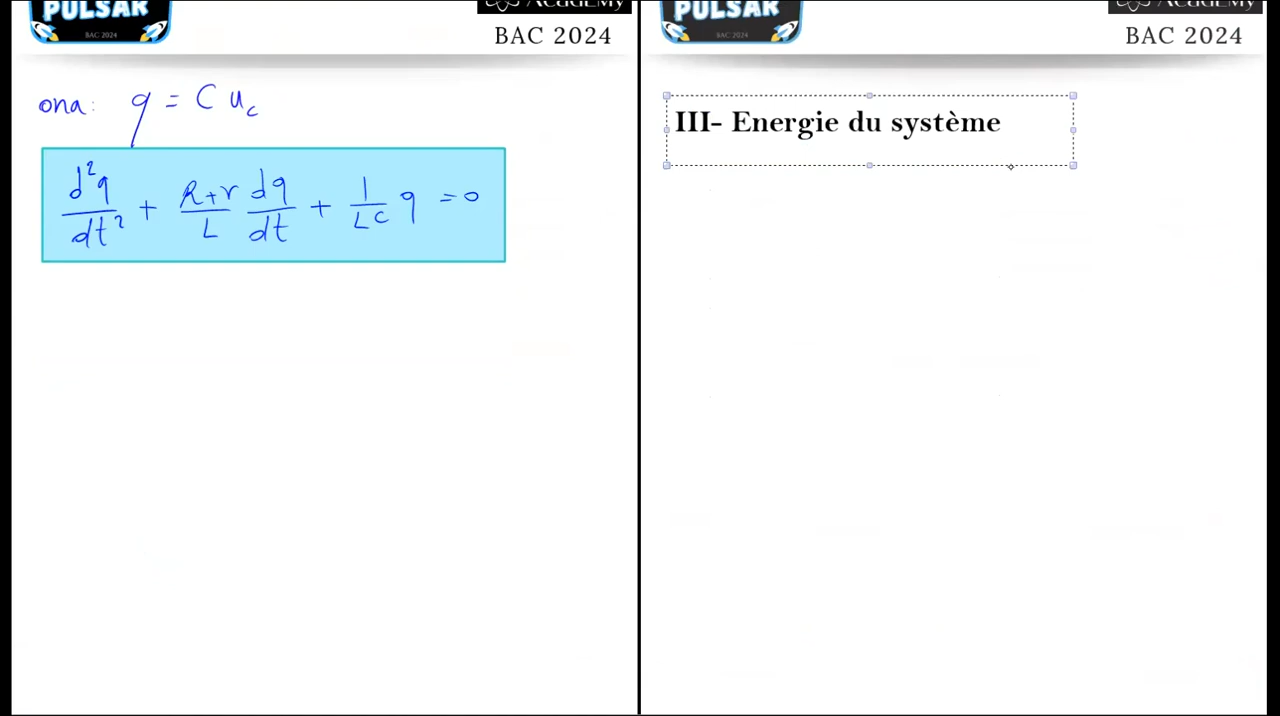 PULSAR
BAC 2024
BAC 2024
ona: q = C u_c
d²q/dt² + R+r/L dq/dt + 1/LC q = 0
PULSAR
BAC 2024
BAC 2024
III- Energie du système